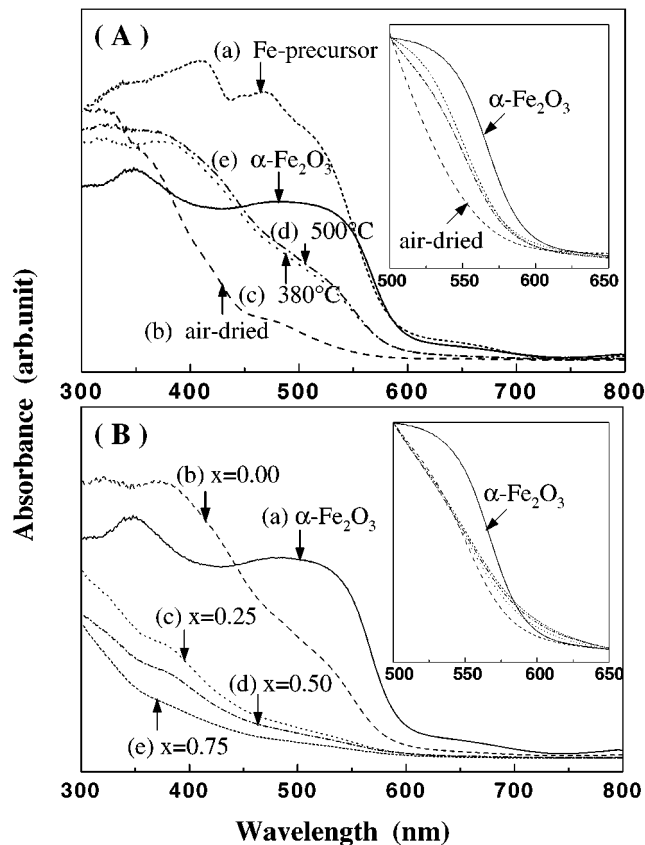 ( A )
(a) Fe-precursor
α-Fe₂O₃
air-dried
500 550 600 650
(e) α-Fe₂O₃
(d) 500°C
(c) 380°C
(b) air-dried
300 400 500 600 700 800
( B )
(b) x=0.00
(a) α-Fe₂O₃
α-Fe₂O₃
500 550 600 650
(c) x=0.25
(d) x=0.50
(e) x=0.75
300 400 500 600 700 800
Absorbance (arb.unit)
Wavelength (nm)